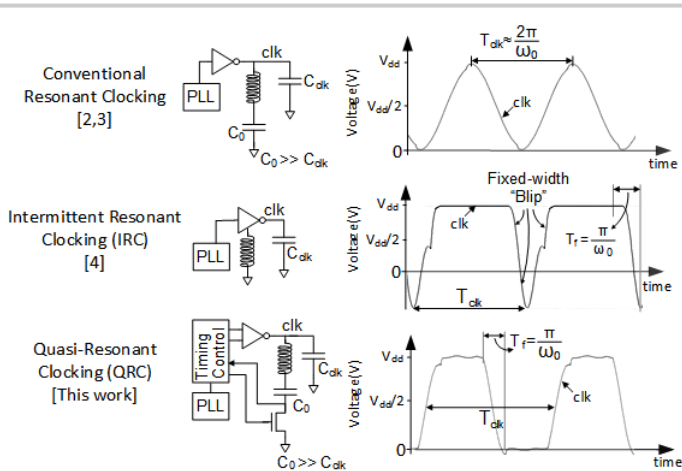 Conventional
Resonant Clocking
[2,3]
PLL
clk
C₀
Cclk
C₀ >> Cclk
Voltage(V)
Vdd
Vdd/2
0
Tclk≈ 2π/ω₀
clk
time
Intermittent Resonant
Clocking (IRC)
[4]
PLL
clk
Cclk
Fixed-width
"Blip"
Voltage(V)
Vdd
Vdd/2
0
clk
Tf= π/ω₀
Tclk
time
Quasi-Resonant
Clocking (QRC)
[This work]
Timing
Control
PLL
clk
Cclk
C₀
C₀ >> Cclk
Voltage(V)
Vdd
Vdd/2
0
Tf= π/ω₀
clk
Tclk
time